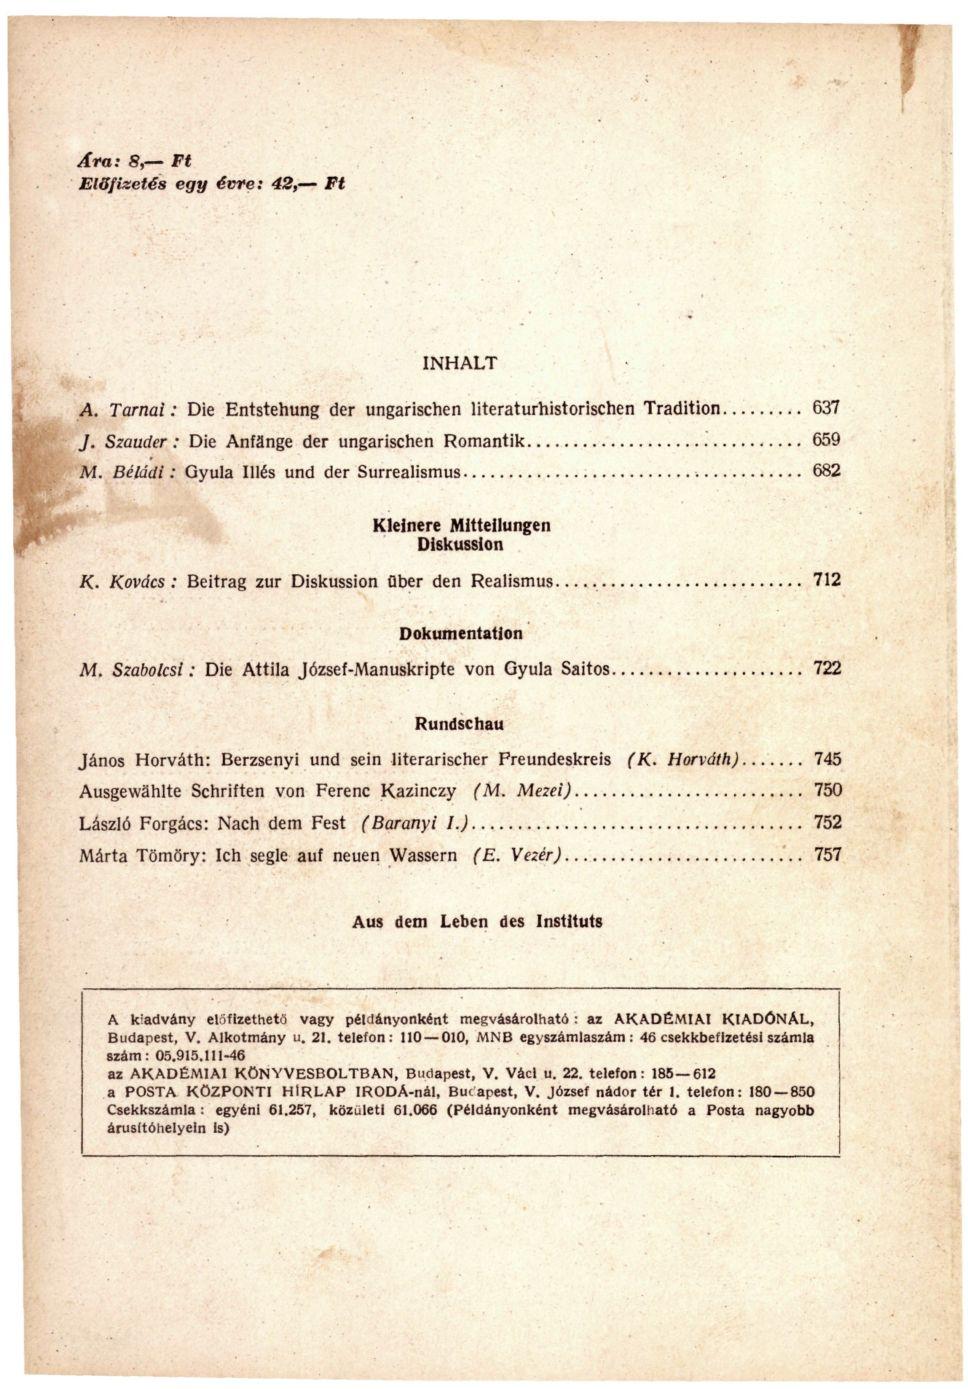 Ára: 8,— Ft
Előfizetés egy évre: 42,— Ft
INHALT
A. Tarnai : Die Entstehung der ungarischen literaturhistorischen Tradition......... 637
J. Szauder : Die Anfänge der ungarischen Romantik.............................. 659
M. Béládi : Gyula Illés und der Surrealismus..................................... 682
Kleinere Mitteilungen
Diskussion
K. Kovács : Beitrag zur Diskussion über den Realismus........................... 712
Dokumentation
M. Szabolcsi : Die Attila József-Manuskripte von Gyula Saitos..................... 722
Rundschau
János Horváth: Berzsenyi und sein literarischer Freundeskreis (K. Horváth)....... 745
Ausgewählte Schriften von Ferenc Kazinczy (M. Mezei)......................... 750
László Forgács: Nach dem Fest (Baranyi I.).................................... 752
Márta Tömöry: Ich segle auf neuen Wassern (E. Vezér).......................... 757
Aus dem Leben des Instituts
A kiadvány előfizethető vagy példányonként megvásárolható : az AKADÉMIAI KIADÓNÁL,
Budapest, V. Alkotmány u. 21. telefon : 110—010, MNB egyszámlaszám : 46 csekkbefizetési számla
szám : 05.915.111-46
az AKADÉMIAI KÖNYVESBOLTBAN, Budapest, V. Váci u. 22. telefon : 185—612
a POSTA KÖZPONTI HÍRLAP IRODÁ-nál, Budapest, V. József nádor tér 1. telefon : 180—850
Csekkszámla : egyéni 61.257, közületi 61.066 (Példányonként megvásárolható a Posta nagyobb
árusítóhelyein is)